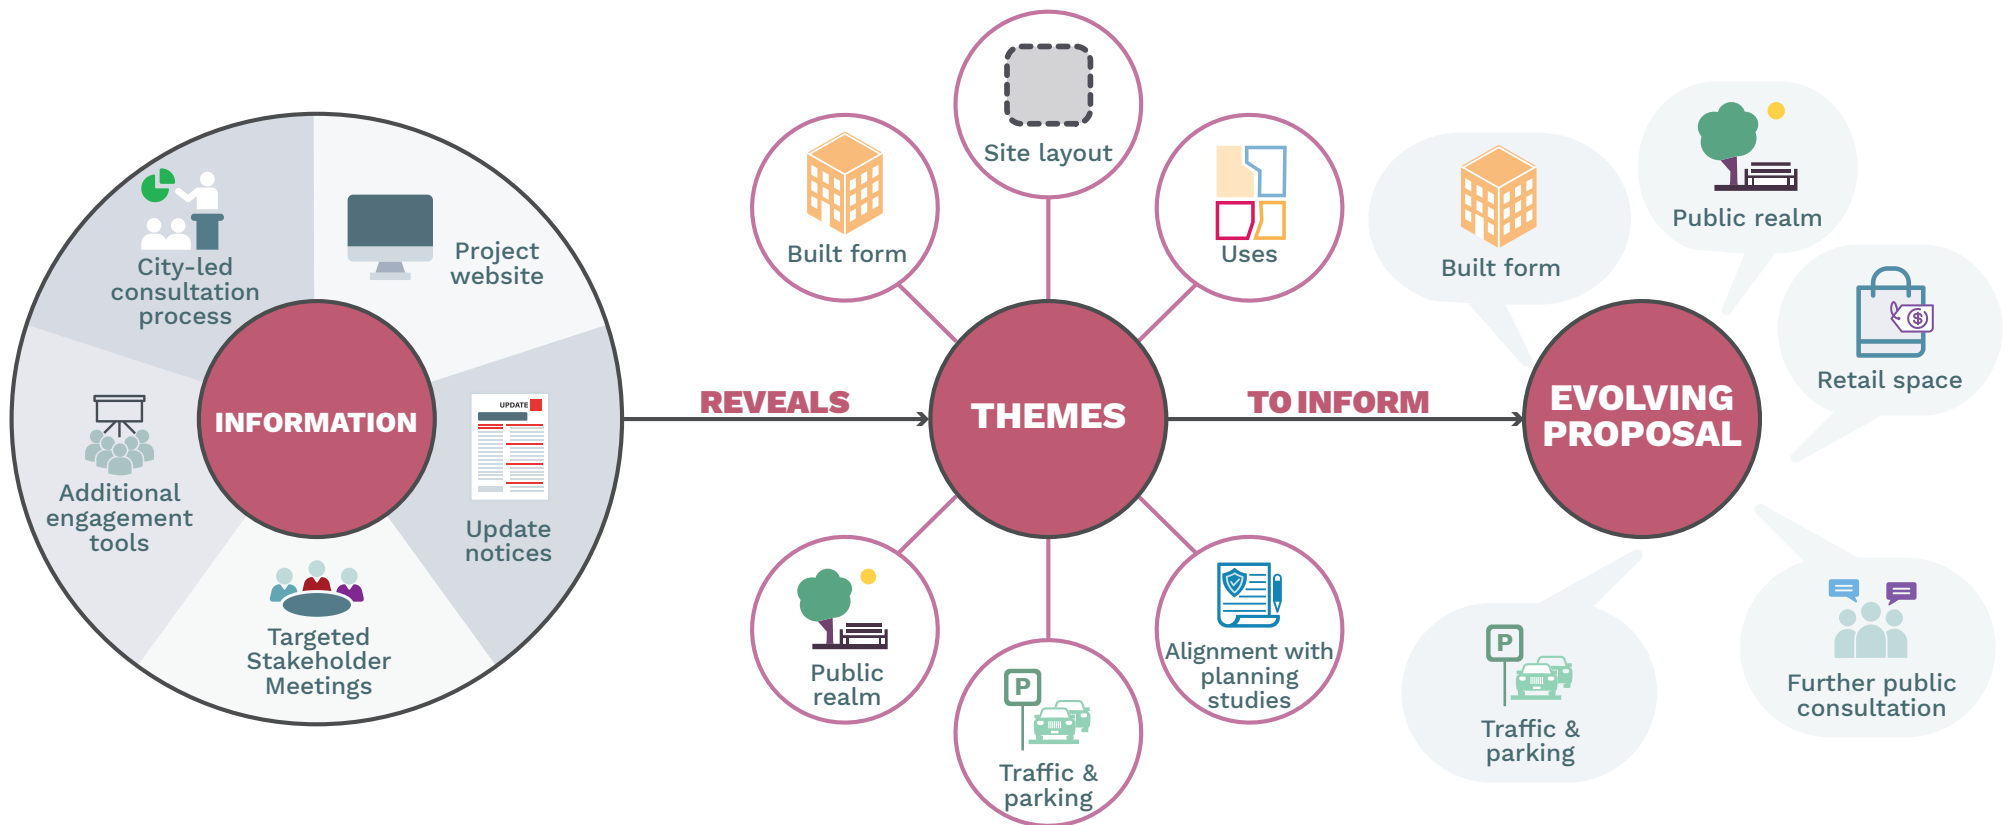 City-led
consultation
process
Project
website
UPDATE
Update
notices
Targeted
Stakeholder
Meetings
Additional
engagement
tools
INFORMATION
REVEALS
Built form
Site layout
Uses
THEMES
Public
realm
P
Traffic &
parking
Alignment with
planning
studies
TO INFORM
Built form
Public realm
$
Retail space
EVOLVING
PROPOSAL
P
Traffic &
parking
Further public
consultation